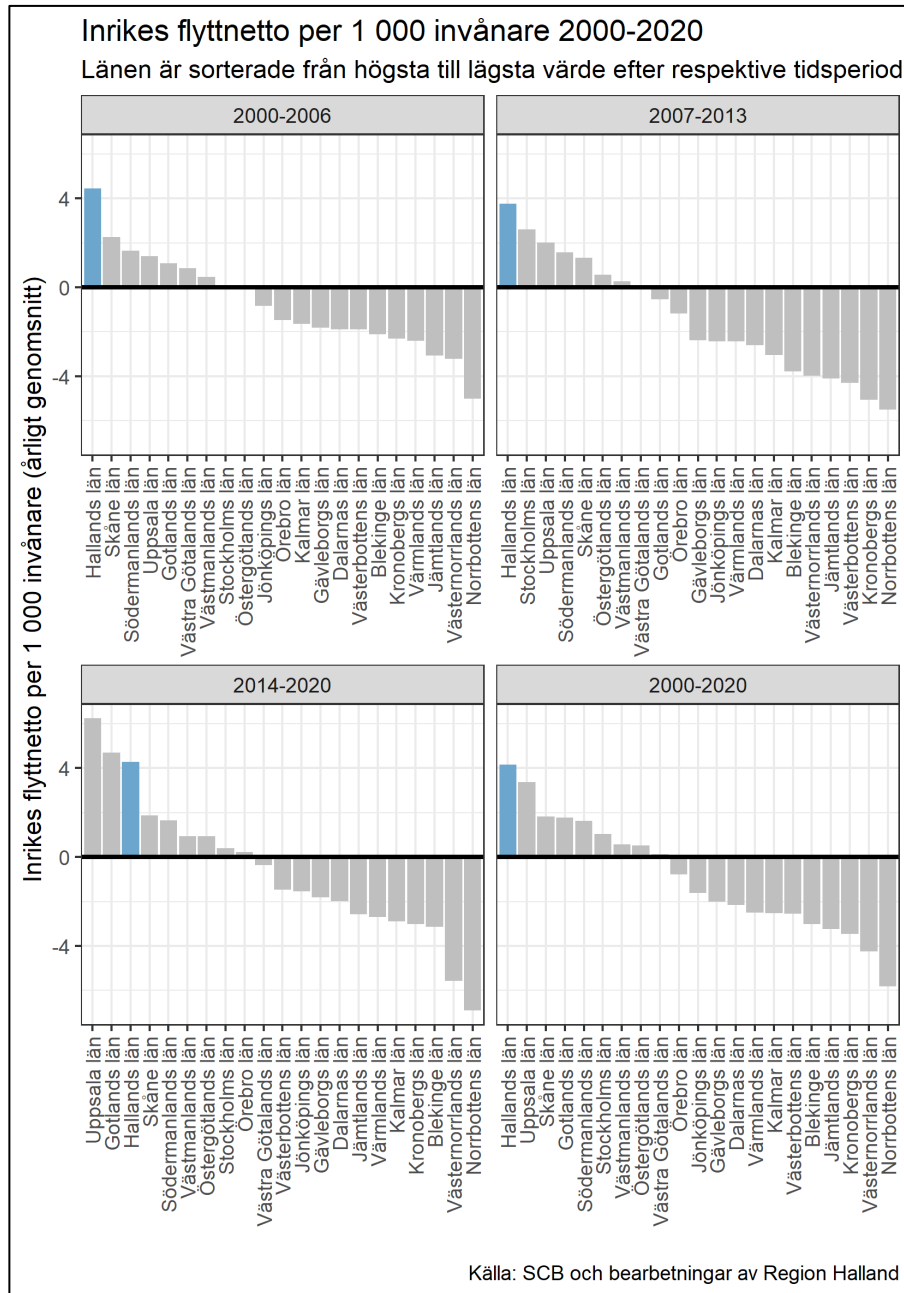 Inrikes flyttnetto per 1 000 invånare 2000-2020
Länen är sorterade från högsta till lägsta värde efter respektive tidsperiod
Inrikes flyttnetto per 1 000 invånare (årligt genomsnitt)
2000-2006
4
0
-4
Hallands län
Skåne län
Södermanlands län
Uppsala län
Gotlands län
Västra Götalands län
Västmanlands län
Stockholms län
Östergötlands län
Jönköpings län
Örebro län
Kalmar län
Gävleborgs län
Dalarnas län
Västerbottens län
Blekinge län
Kronobergs län
Värmlands län
Jämtlands län
Västernorrlands län
Norrbottens län
2007-2013
Hallands län
Stockholms län
Uppsala län
Södermanlands län
Skåne län
Östergötlands län
Västmanlands län
Västra Götalands län
Gotlands län
Örebro län
Gävleborgs län
Jönköpings län
Värmlands län
Dalarnas län
Kalmar län
Blekinge län
Västernorrlands län
Jämtlands län
Västerbottens län
Kronobergs län
Norrbottens län
2014-2020
4
0
-4
Uppsala län
Gotlands län
Hallands län
Skåne län
Södermanlands län
Västmanlands län
Östergötlands län
Stockholms län
Örebro län
Västra Götalands län
Västerbottens län
Jönköpings län
Gävleborgs län
Dalarnas län
Jämtlands län
Värmlands län
Kalmar län
Kronobergs län
Blekinge län
Västernorrlands län
Norrbottens län
2000-2020
Hallands län
Uppsala län
Skåne län
Gotlands län
Södermanlands län
Stockholms län
Västmanlands län
Östergötlands län
Västra Götalands län
Örebro län
Jönköpings län
Gävleborgs län
Dalarnas län
Värmlands län
Kalmar län
Västerbottens län
Blekinge län
Jämtlands län
Kronobergs län
Västernorrlands län
Norrbottens län
Källa: SCB och bearbetningar av Region Halland